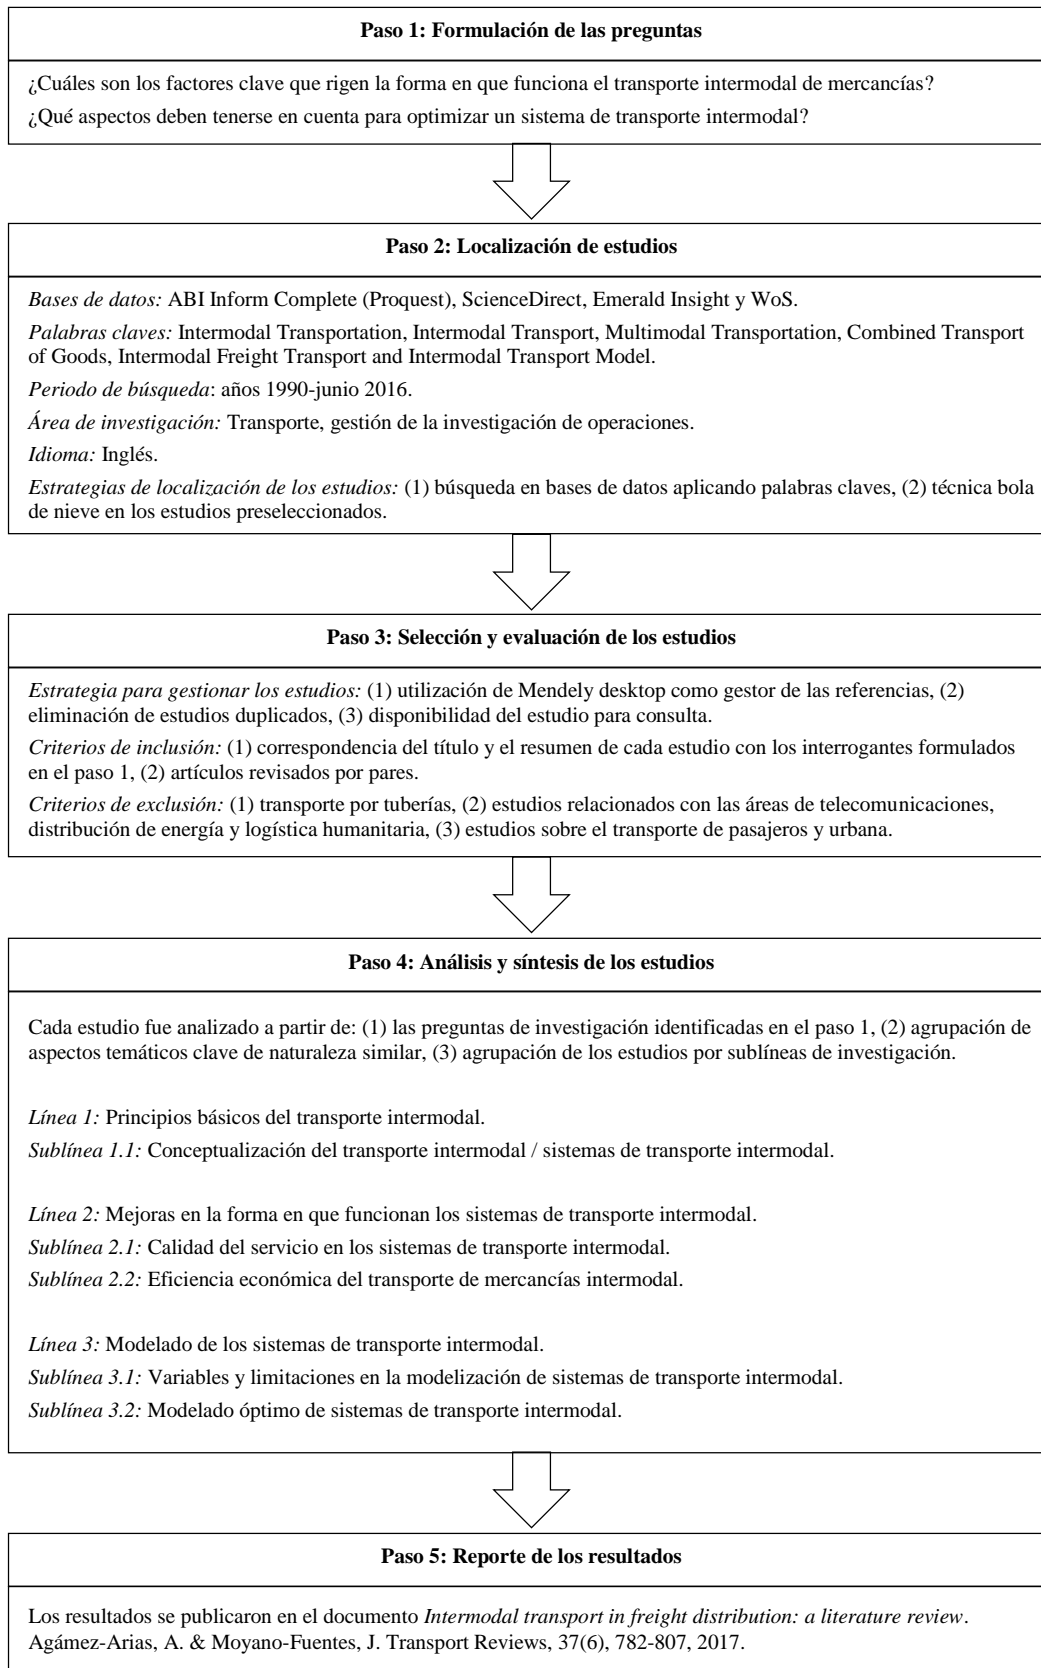 Paso 1: Formulación de las preguntas
¿Cuáles son los factores clave que rigen la forma en que funciona el transporte intermodal de mercancías?
¿Qué aspectos deben tenerse en cuenta para optimizar un sistema de transporte intermodal?
Paso 2: Localización de estudios
Bases de datos: ABI Inform Complete (Proquest), ScienceDirect, Emerald Insight y WoS.
Palabras claves: Intermodal Transportation, Intermodal Transport, Multimodal Transportation, Combined Transport
of Goods, Intermodal Freight Transport and Intermodal Transport Model.
Periodo de búsqueda: años 1990-junio 2016.
Área de investigación: Transporte, gestión de la investigación de operaciones.
Idioma: Inglés.
Estrategias de localización de los estudios: (1) búsqueda en bases de datos aplicando palabras claves, (2) técnica bola
de nieve en los estudios preseleccionados.
Paso 3: Selección y evaluación de los estudios
Estrategia para gestionar los estudios: (1) utilización de Mendely desktop como gestor de las referencias, (2)
eliminación de estudios duplicados, (3) disponibilidad del estudio para consulta.
Criterios de inclusión: (1) correspondencia del título y el resumen de cada estudio con los interrogantes formulados
en el paso 1, (2) artículos revisados por pares.
Criterios de exclusión: (1) transporte por tuberías, (2) estudios relacionados con las áreas de telecomunicaciones,
distribución de energía y logística humanitaria, (3) estudios sobre el transporte de pasajeros y urbana.
Paso 4: Análisis y síntesis de los estudios
Cada estudio fue analizado a partir de: (1) las preguntas de investigación identificadas en el paso 1, (2) agrupación de
aspectos temáticos clave de naturaleza similar, (3) agrupación de los estudios por sublíneas de investigación.
Línea 1: Principios básicos del transporte intermodal.
Sublínea 1.1: Conceptualización del transporte intermodal / sistemas de transporte intermodal.
Línea 2: Mejoras en la forma en que funcionan los sistemas de transporte intermodal.
Sublínea 2.1: Calidad del servicio en los sistemas de transporte intermodal.
Sublínea 2.2: Eficiencia económica del transporte de mercancías intermodal.
Línea 3: Modelado de los sistemas de transporte intermodal.
Sublínea 3.1: Variables y limitaciones en la modelización de sistemas de transporte intermodal.
Sublínea 3.2: Modelado óptimo de sistemas de transporte intermodal.
Paso 5: Reporte de los resultados
Los resultados se publicaron en el documento Intermodal transport in freight distribution: a literature review.
Agámez-Arias, A. & Moyano-Fuentes, J. Transport Reviews, 37(6), 782-807, 2017.